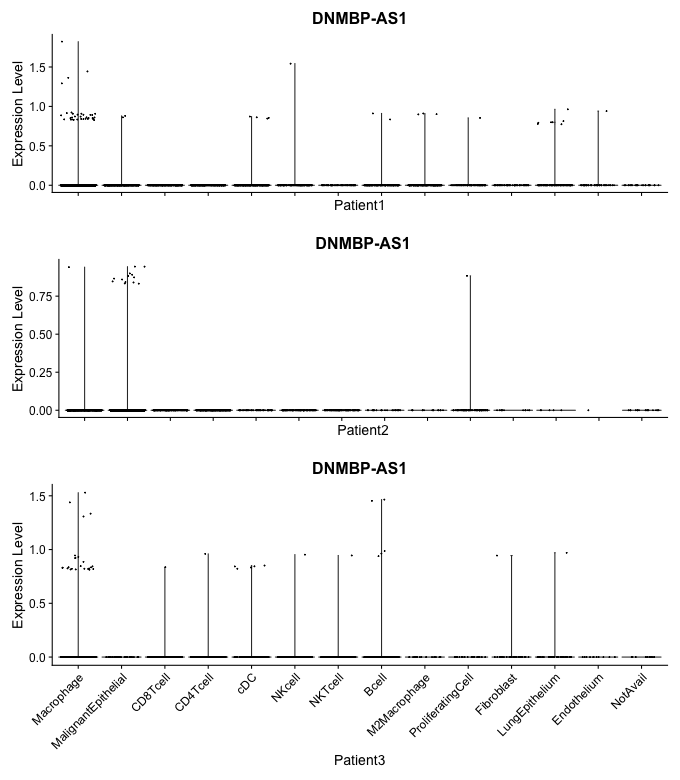 DNMBP-AS1
Expression Level
1.5
1.0
0.5
0.0
Patient1
DNMBP-AS1
Expression Level
0.75
0.50
0.25
0.00
Patient2
DNMBP-AS1
Expression Level
1.5
1.0
0.5
0.0
Macrophage
MalignantEpithelial
CD8Tcell
CD4Tcell
cDC
NKcell
NKTcell
Bcell
M2Macrophage
ProliferatingCell
Fibroblast
LungEpithelium
Endothelium
NotAvail
Patient3